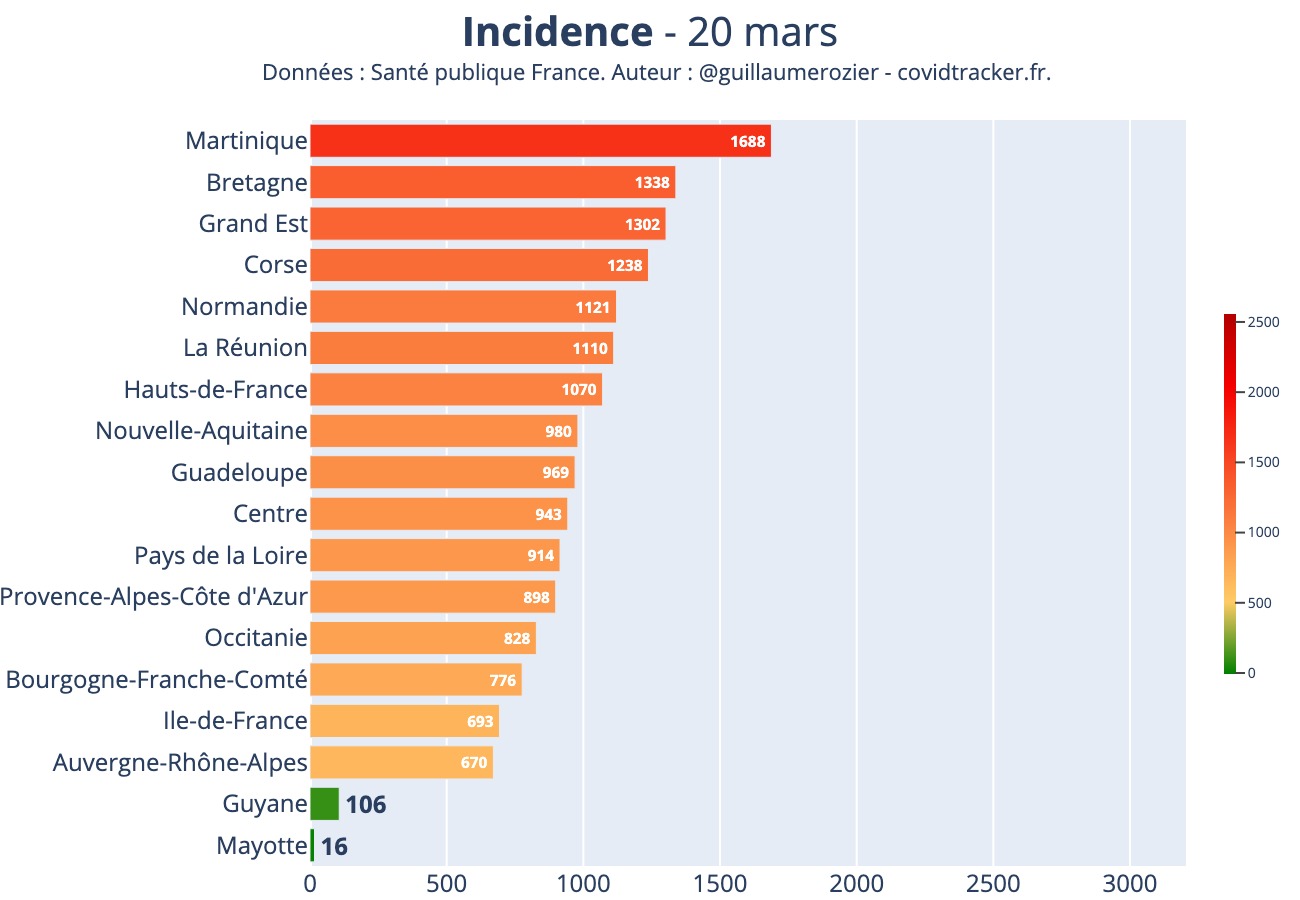 Incidence - 20 mars
Données : Santé publique France. Auteur : @guillaumerozier - covidtracker.fr.
Martinique 1688
Bretagne 1338
Grand Est 1302
Corse 1238
Normandie 1121
La Réunion 1110
Hauts-de-France 1070
Nouvelle-Aquitaine 980
Guadeloupe 969
Centre 943
Pays de la Loire 914
Provence-Alpes-Côte d'Azur 898
Occitanie 828
Bourgogne-Franche-Comté 776
Ile-de-France 693
Auvergne-Rhône-Alpes 670
Guyane 106
Mayotte 16
0 500 1000 1500 2000 2500 3000
2500
2000
1500
1000
500
0